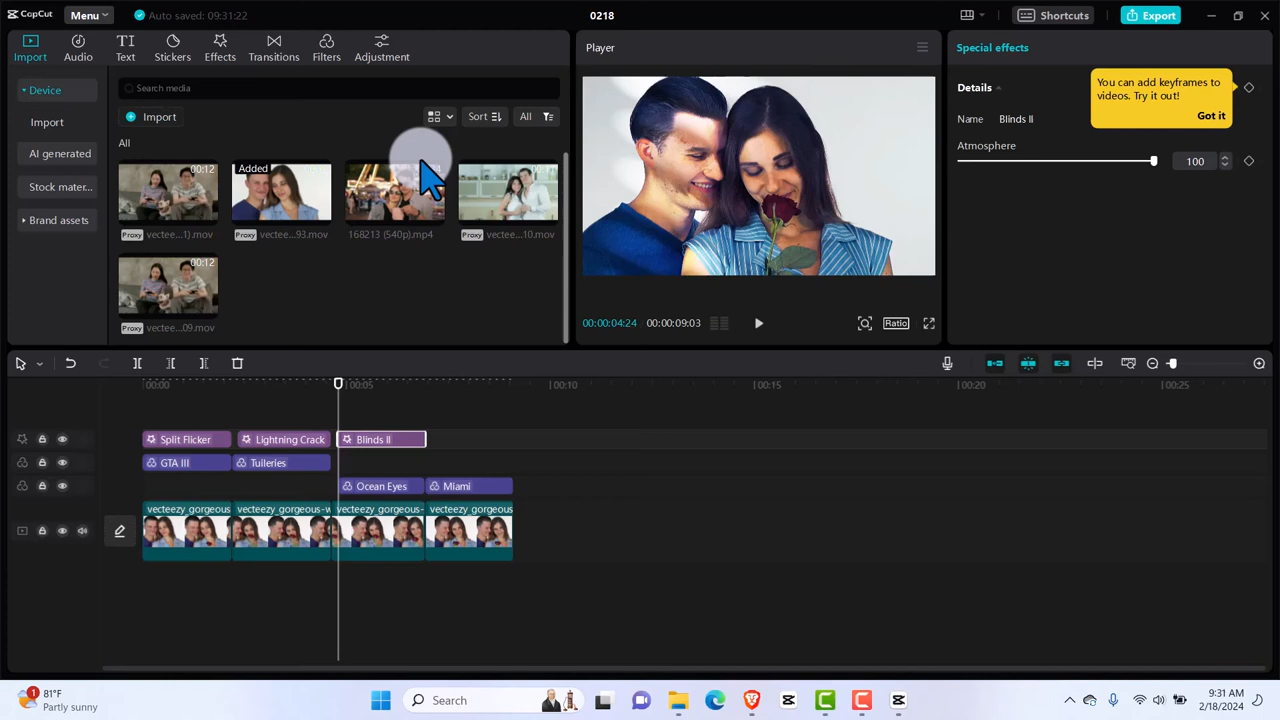 CapCut
Menu
Auto saved: 09:31:22
0218
Shortcuts
Export
Import
Audio
Text
Stickers
Effects
Transitions
Filters
Adjustment
Device
Import
AI generated
Stock mater...
Brand assets
Search media
Import
Sort
All
All
00:12
Added
Proxy
vectee...1).mov
Proxy
vectee...93.mov
168213 (540p).mp4
Proxy
vectee...10.mov
00:12
Proxy
vectee...09.mov
Player
00:00:04:24
00:00:09:03
Ratio
Special effects
Details
Name
Blinds II
Atmosphere
100
You can add keyframes to
videos. Try it out!
Got it
00:00
00:05
00:10
00:15
00:20
00:25
Split Flicker
Lightning Crack
Blinds II
GTA III
Tuileries
Ocean Eyes
Miami
vecteezy_gorgeous
vecteezy_gorgeous-w
vecteezy_gorgeous-
vecteezy_gorgeous
1
81°F
Partly sunny
Search
9:31 AM
2/18/2024